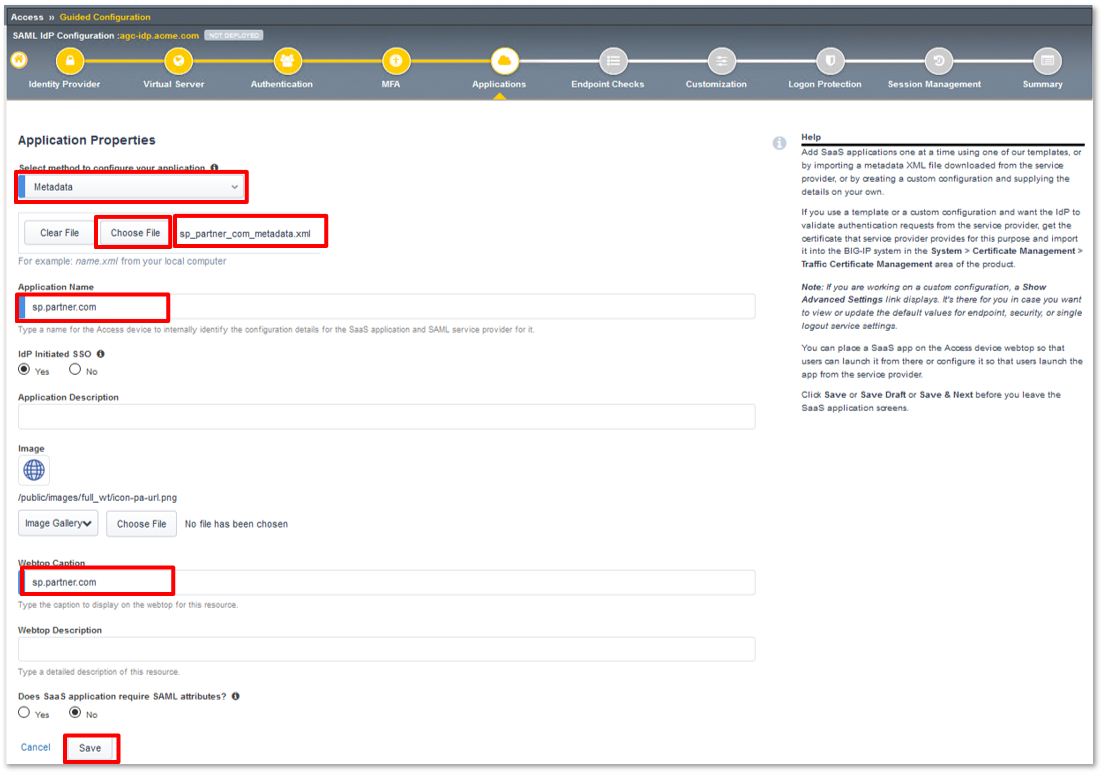 Access » Guided Configuration
SAML IdP Configuration :agc-idp.acme.com NOT DEPLOYED
Identity Provider
Virtual Server
Authentication
MFA
Applications
Endpoint Checks
Customization
Logon Protection
Session Management
Summary
Application Properties
Select method to configure your application
Metadata
Clear File
Choose File
sp_partner_com_metadata.xml
For example: name.xml from your local computer
Application Name
sp.partner.com
Type a name for the Access device to internally identify the configuration details for the SaaS application and SAML service provider for it.
IdP Initiated SSO
Yes No
Application Description
Image
/public/images/full_wt/icon-pa-url.png
Image Gallery
Choose File
No file has been chosen
Webtop Caption
sp.partner.com
Type the caption to display on the webtop for this resource.
Webtop Description
Type a detailed description of this resource.
Does SaaS application require SAML attributes?
Yes No
Cancel
Save
Help
Add SaaS applications one at a time using one of our templates, or
by importing a metadata XML file downloaded from the service
provider, or by creating a custom configuration and supplying the
details on your own.
If you use a template or a custom configuration and want the IdP to
validate authentication requests from the service provider, get the
certificate that service provider provides for this purpose and import
it into the BIG-IP system in the System > Certificate Management >
Traffic Certificate Management area of the product.
Note: If you are working on a custom configuration, a Show
Advanced Settings link displays. It's there for you in case you want
to view or update the default values for endpoint, security, or single
logout service settings.
You can place a SaaS app on the Access device webtop so that
users can launch it from there or configure it so that users launch the
app from the service provider.
Click Save or Save Draft or Save & Next before you leave the
SaaS application screens.